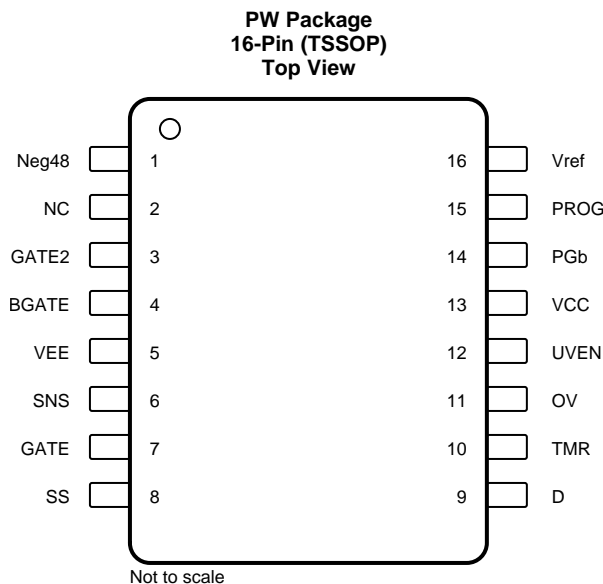 PW Package
16-Pin (TSSOP)
Top View
Neg48 1 16 Vref
NC 2 15 PROG
GATE2 3 14 PGb
BGATE 4 13 VCC
VEE 5 12 UVEN
SNS 6 11 OV
GATE 7 10 TMR
SS 8 9 D
Not to scale